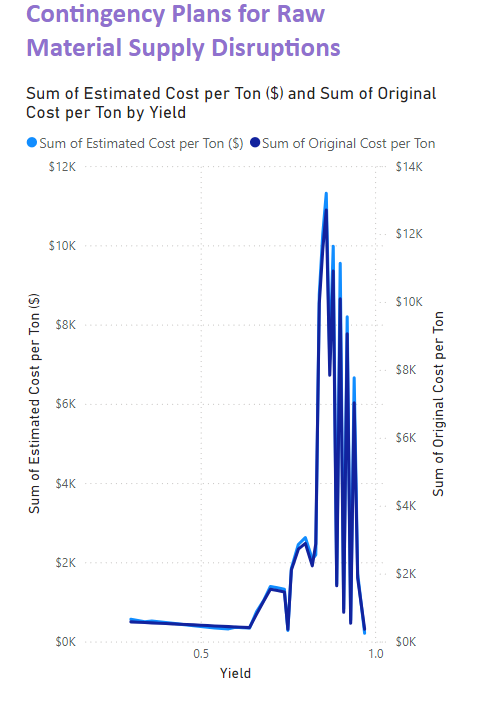 Contingency Plans for Raw
Material Supply Disruptions
Sum of Estimated Cost per Ton ($) and Sum of Original
Cost per Ton by Yield
Sum of Estimated Cost per Ton ($) Sum of Original Cost per Ton
$12K $14K
$12K
$10K
$10K
$8K
$8K
$6K
$6K
$4K
$4K
$2K
$2K
$0K $0K
Sum of Estimated Cost per Ton ($)
Sum of Original Cost per Ton
0.5 1.0
Yield